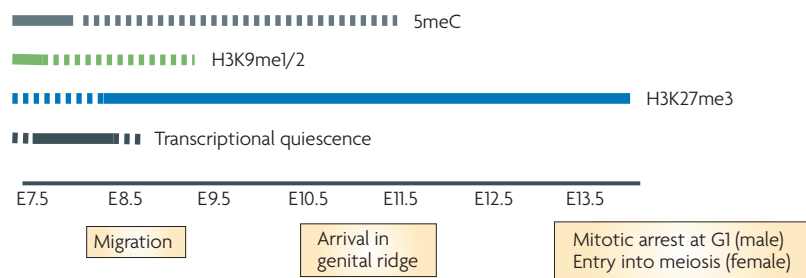 5meC
H3K9me1/2
H3K27me3
Transcriptional quiescence
E7.5 E8.5 E9.5 E10.5 E11.5 E12.5 E13.5
Migration
Arrival in
genital ridge
Mitotic arrest at G1 (male)
Entry into meiosis (female)